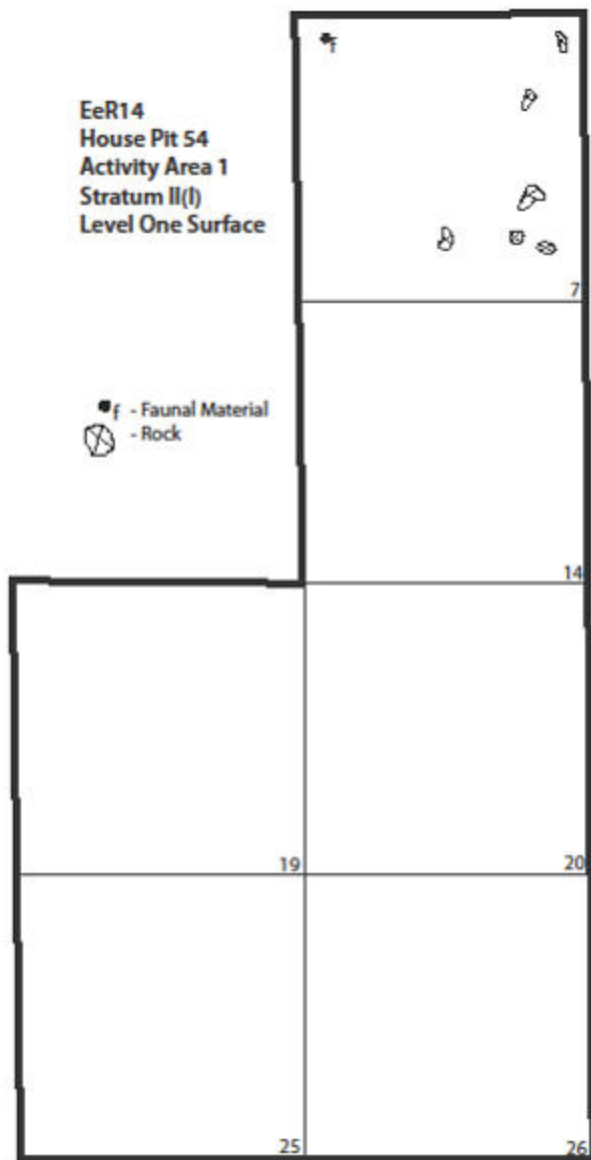 f
EeR14
House Pit 54
Activity Area 1
Stratum II(I)
Level One Surface
7
f - Faunal Material
- Rock
14
19
20
25
26